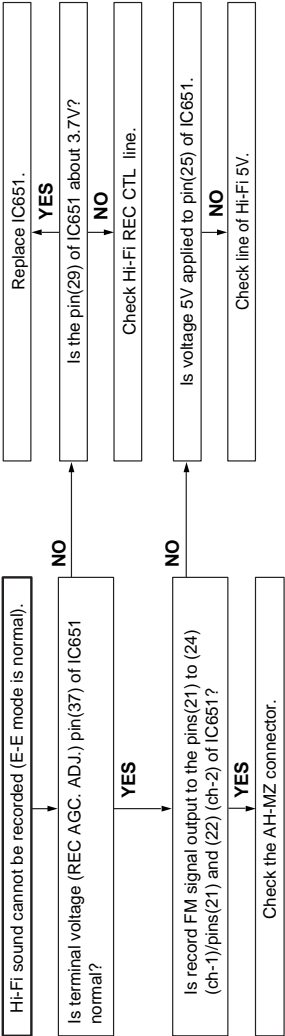 Hi-Fi sound cannot be recorded (E-E mode is normal).
Is terminal voltage (REC AGC. ADJ.) pin(37) of IC651
normal?
NO
YES
Is record FM signal output to the pins(21) to (24)
(ch-1)/pins(21) and (22) (ch-2) of IC651?
NO
YES
Check the AH-MZ connector.
Replace IC651.
YES
Is the pin(29) of IC651 about 3.7V?
NO
Check Hi-Fi REC CTL line.
Is voltage 5V applied to pin(25) of IC651.
NO
Check line of Hi-Fi 5V.